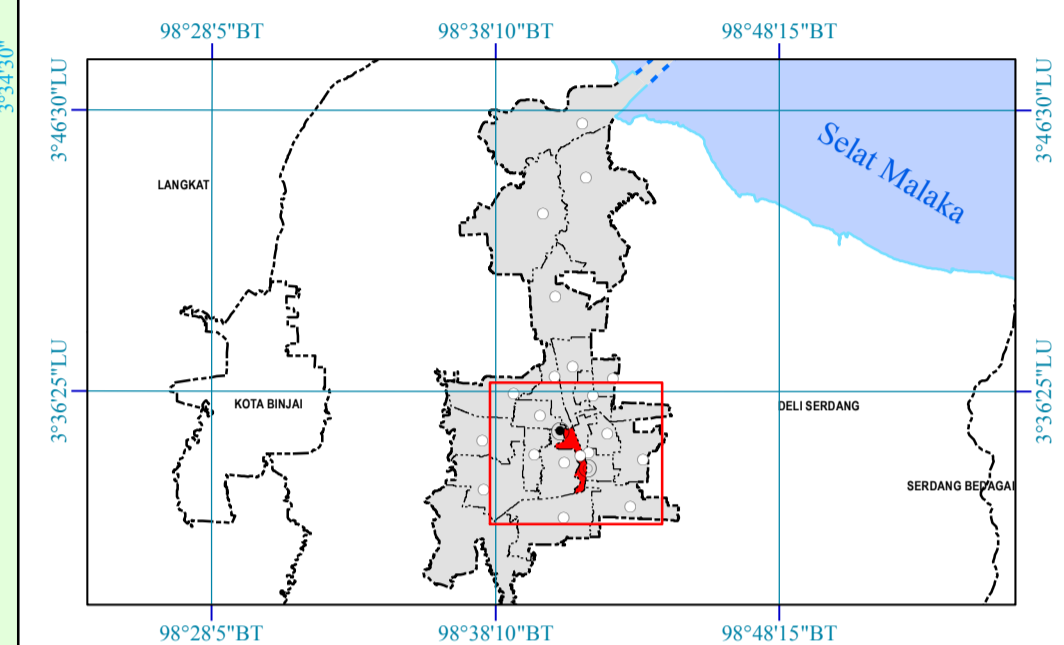 98°28'5"BT
98°38'10"BT
98°48'15"BT
3°34'30"
3°46'30"LU
3°46'30"LU
Selat Malaka
LANGKAT
3°36'25"LU
3°36'25"LU
KOTA BINJAI
DELI SERDANG
SERDANG BEDAGAI
98°28'5"BT
98°38'10"BT
98°48'15"BT